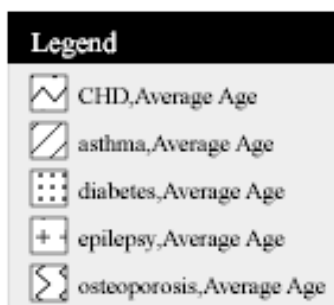 Legend
CHD,Average Age
asthma,Average Age
diabetes,Average Age
epilepsy,Average Age
osteoporosis,Average Age